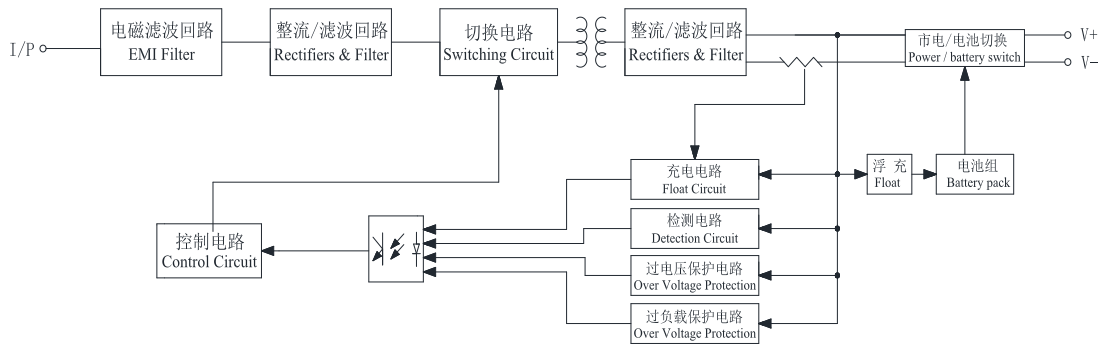 I/P
电磁滤波回路
EMI Filter
整流/滤波回路
Rectifiers & Filter
切换电路
Switching Circuit
整流/滤波回路
Rectifiers & Filter
市电/电池切换
Power / battery switch
V+
V-
充电电路
Float Circuit
浮 充
Float
电池组
Battery pack
检测电路
Detection Circuit
控制电路
Control Circuit
过电压保护电路
Over Voltage Protection
过负载保护电路
Over Voltage Protection